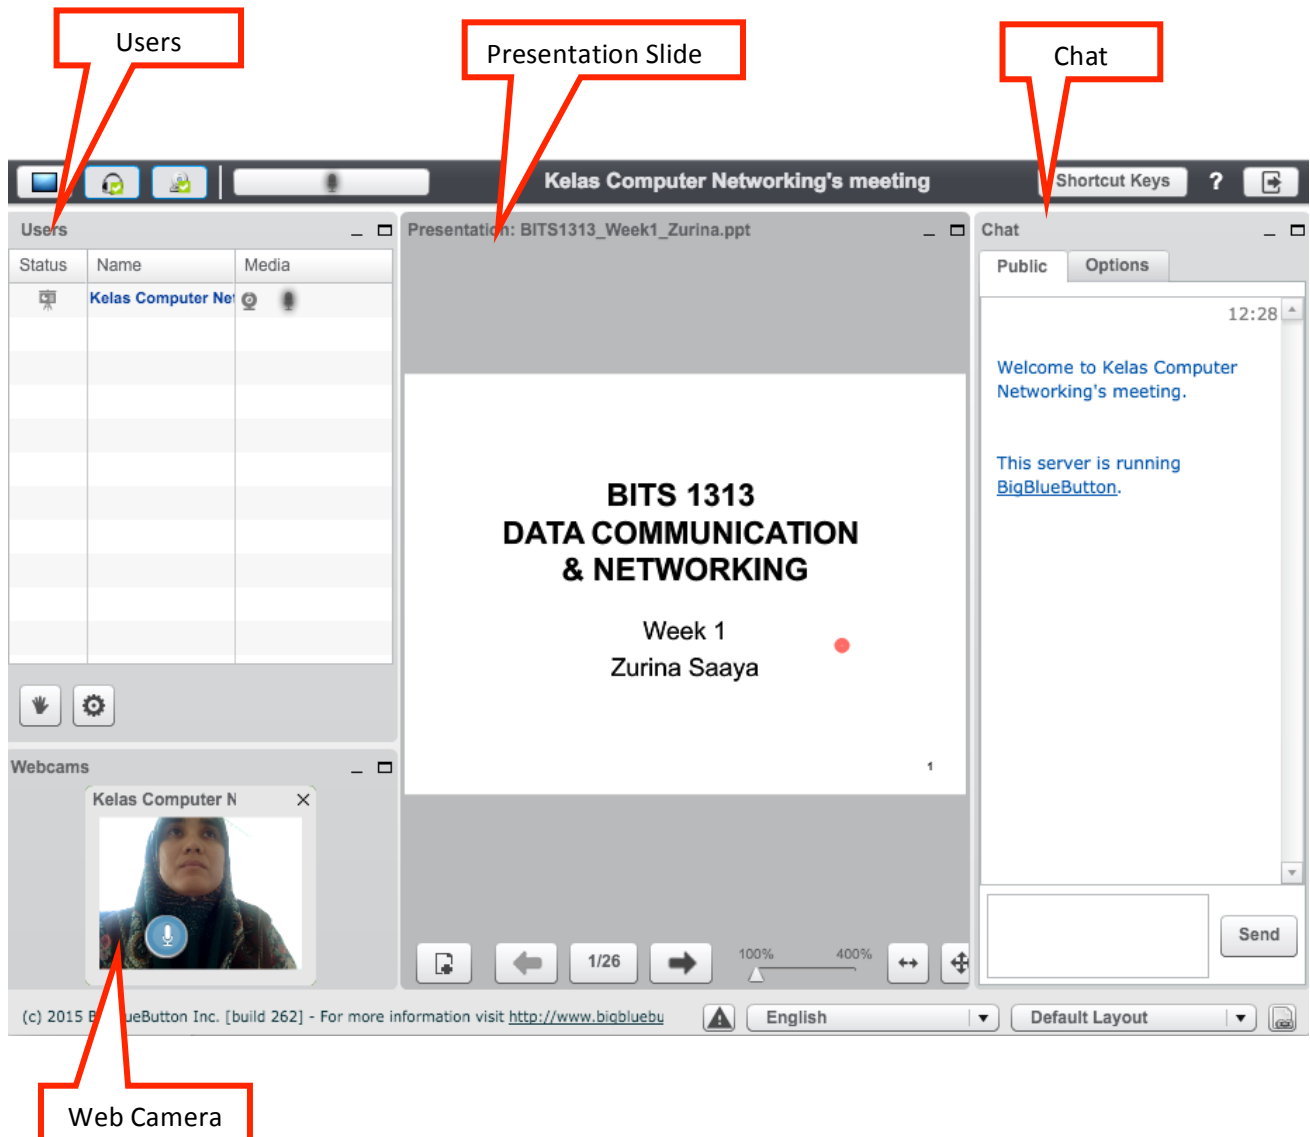 Users
Presentation Slide
Chat
Kelas Computer Networking's meeting
Shortcut Keys
?
Users
Status Name Media
Kelas Computer Net
Presentation: BITS1313_Week1_Zurina.ppt
BITS 1313
DATA COMMUNICATION
& NETWORKING
Week 1
Zurina Saaya
1
1/26
100% 400%
Chat
Public Options
12:28
Welcome to Kelas Computer
Networking's meeting.
This server is running
BigBlueButton.
Send
Webcams
Kelas Computer N
(c) 2015 BigBlueButton Inc. [build 262] - For more information visit http://www.bigbluebu
English
Default Layout
Web Camera